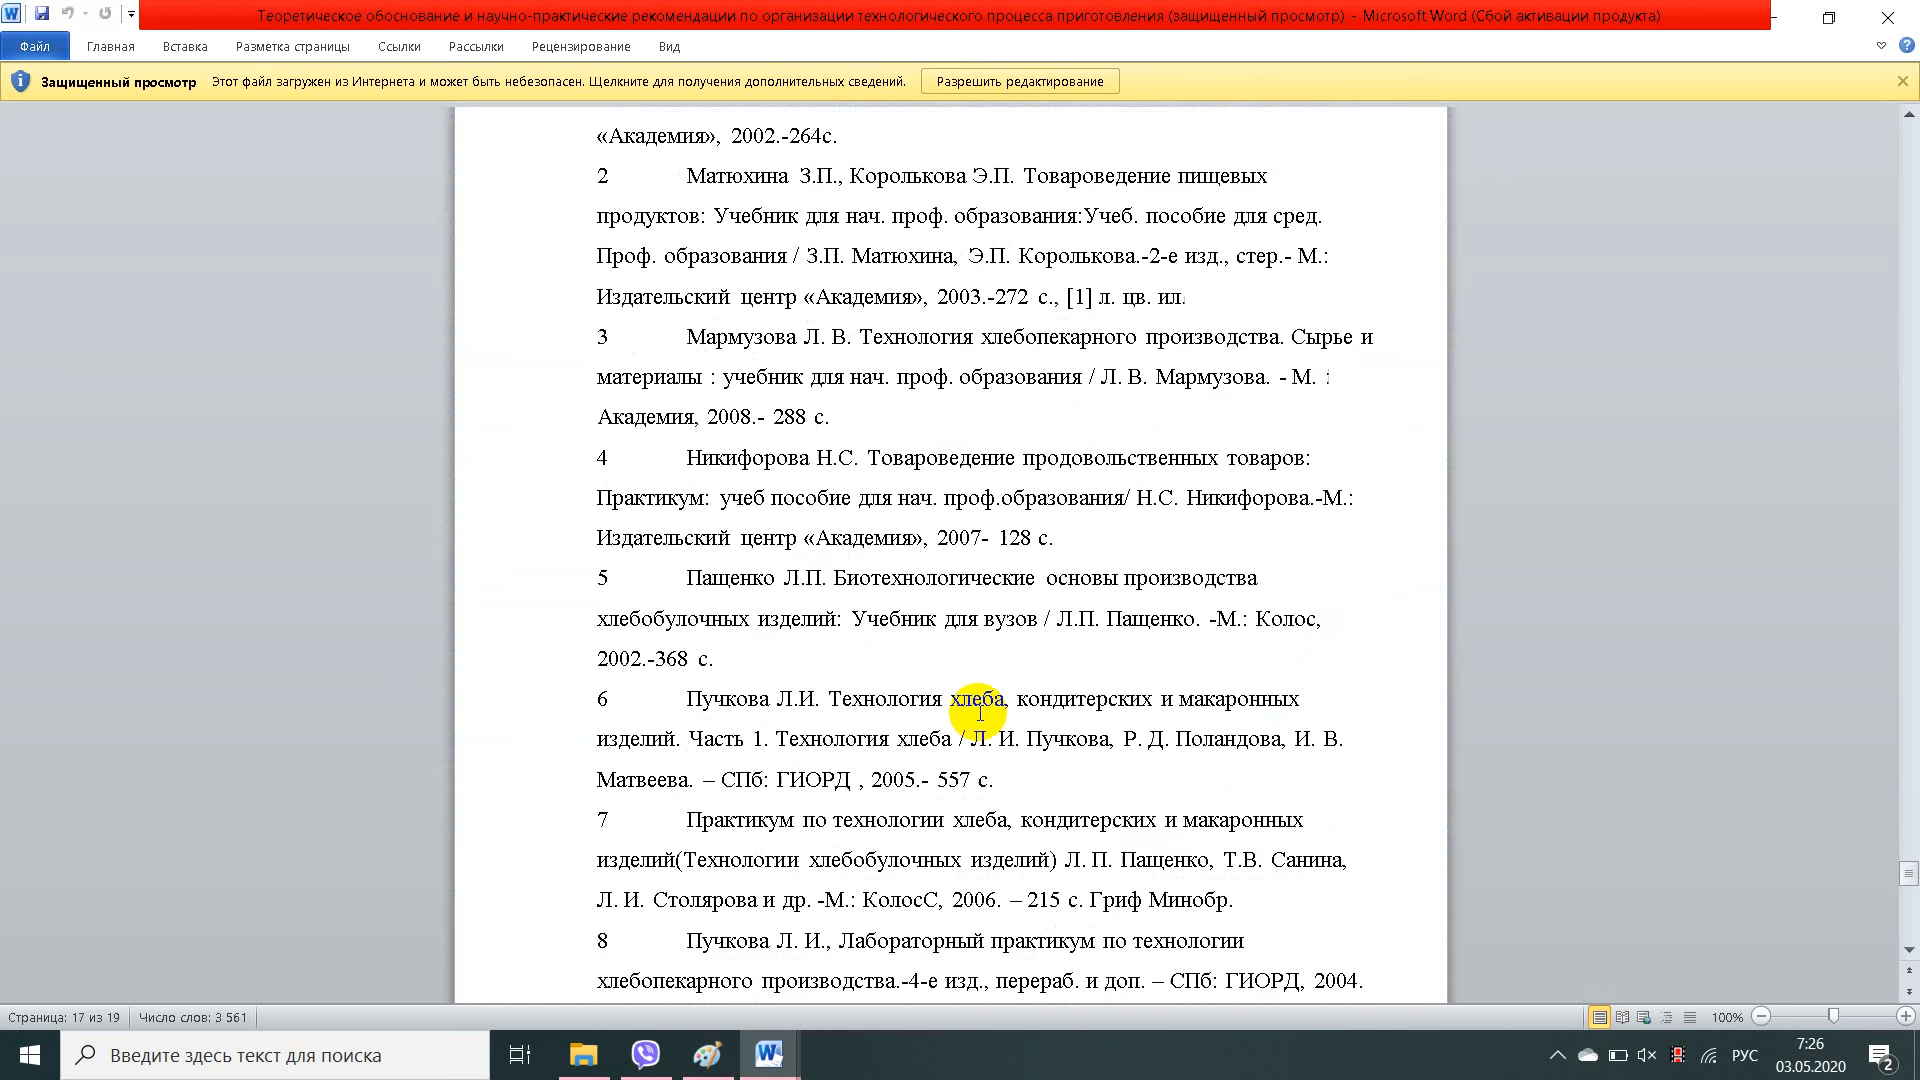 Теоретическое обоснование и научно-практические рекомендации по организации технологического процесса приготовления (защищенный просмотр) - Microsoft Word (Сбой активации продукта)
Файл Главная Вставка Разметка страницы Ссылки Рассылки Рецензирование Вид
Защищенный просмотр Этот файл загружен из Интернета и может быть небезопасен. Щелкните для получения дополнительных сведений. Разрешить редактирование
«Академия», 2002.-264с.
2 Матюхина З.П., Королькова Э.П. Товароведение пищевых
продуктов: Учебник для нач. проф. образования:Учеб. пособие для сред.
Проф. образования / З.П. Матюхина, Э.П. Королькова.-2-е изд., стер.- М.:
Издательский центр «Академия», 2003.-272 с., [1] л. цв. ил.
3 Мармузова Л. В. Технология хлебопекарного производства. Сырье и
материалы : учебник для нач. проф. образования / Л. В. Мармузова. - М. :
Академия, 2008.- 288 с.
4 Никифорова Н.С. Товароведение продовольственных товаров:
Практикум: учеб пособие для нач. проф.образования/ Н.С. Никифорова.-М.:
Издательский центр «Академия», 2007- 128 с.
5 Пащенко Л.П. Биотехнологические основы производства
хлебобулочных изделий: Учебник для вузов / Л.П. Пащенко. -М.: Колос,
2002.-368 с.
6 Пучкова Л.И. Технология хлеба, кондитерских и макаронных
изделий. Часть 1. Технология хлеба / Л. И. Пучкова, Р. Д. Поландова, И. В.
Матвеева. – СПб: ГИОРД , 2005.- 557 с.
7 Практикум по технологии хлеба, кондитерских и макаронных
изделий(Технологии хлебобулочных изделий) Л. П. Пащенко, Т.В. Санина,
Л. И. Столярова и др. -М.: КолосС, 2006. – 215 с. Гриф Минобр.
8 Пучкова Л. И., Лабораторный практикум по технологии
хлебопекарного производства.-4-е изд., перераб. и доп. – СПб: ГИОРД, 2004.
Страница: 17 из 19 Число слов: 3 561 100%
Введите здесь текст для поиска РУС 7:26
03.05.2020 2